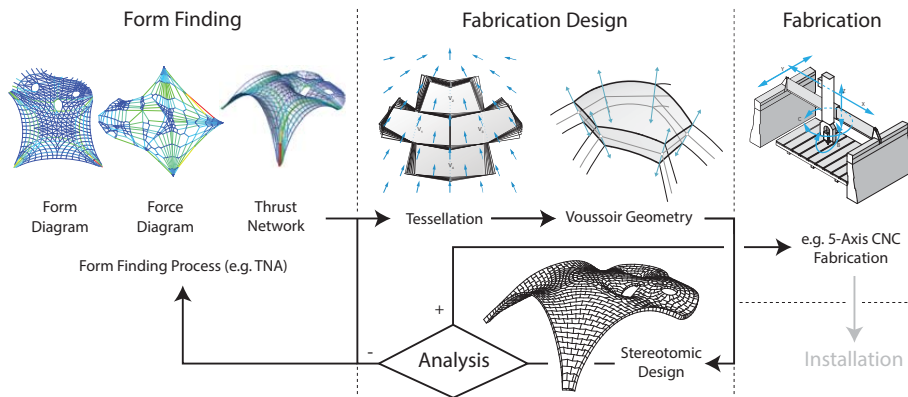 Form Finding
Fabrication Design
Fabrication
Form
Diagram
Force
Diagram
Thrust
Network
Tessellation
Voussoir Geometry
e.g. 5-Axis CNC
Fabrication
Form Finding Process (e.g. TNA)
+
-
Analysis
Stereotomic
Design
Installation